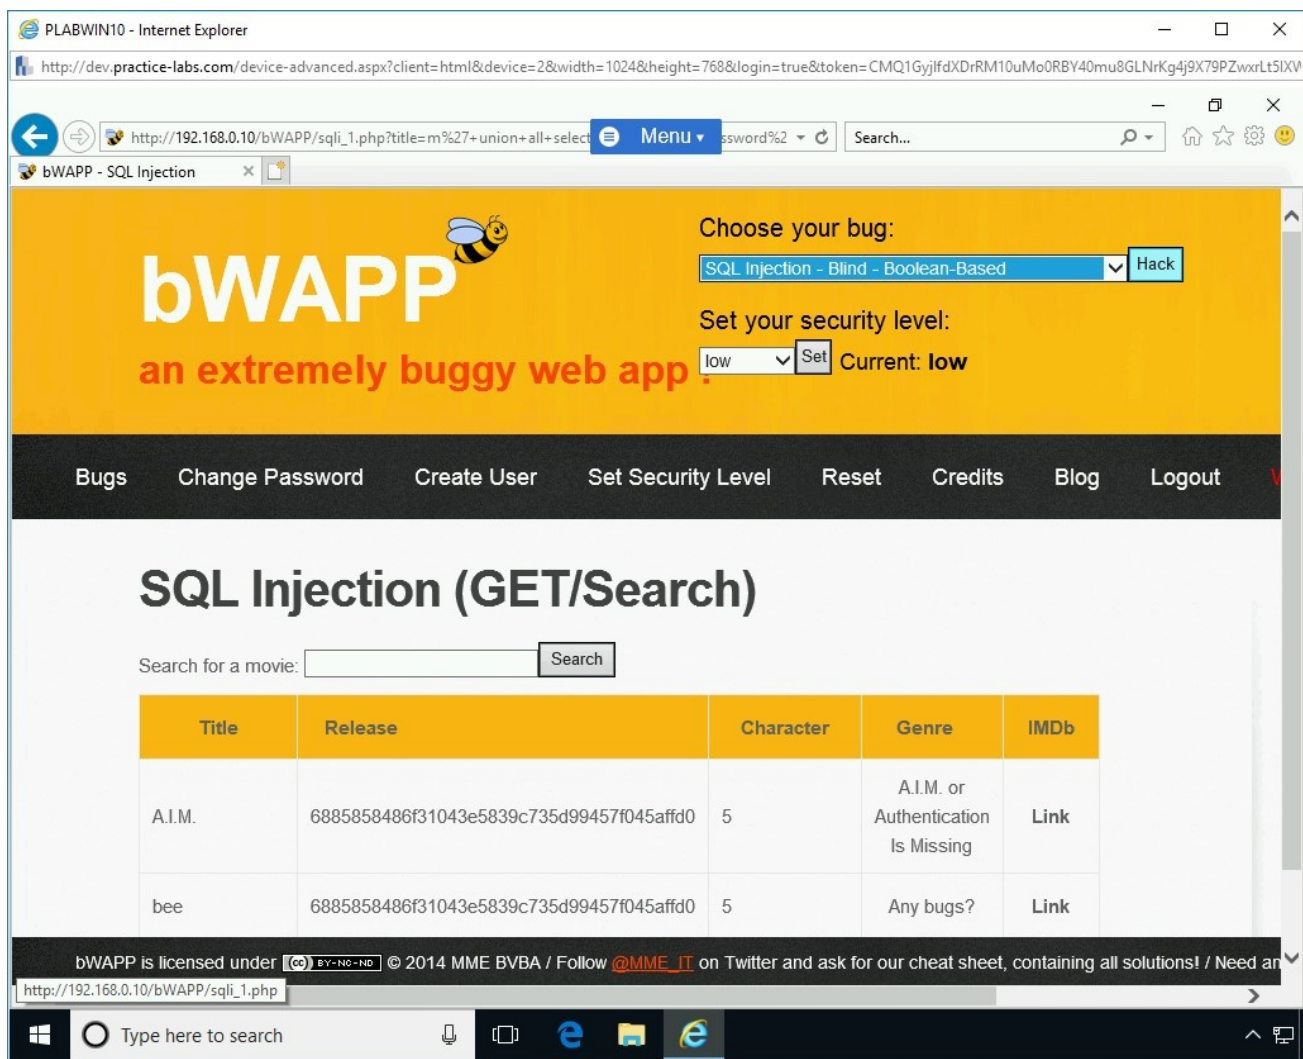 PLABWIN10 - Internet Explorer
http://dev.practice-labs.com/device-advanced.aspx?client=html&device=2&width=1024&height=768&login=true&token=CMQ1GyjlfdXDrRM10uMo0RBY40mu8GLNrKg4j9X79PZwxrLt5IXV
http://192.168.0.10/bWAPP/sqli_1.php?title=m%27+union+all+select
Menu
ssword%2
Search...
bWAPP - SQL Injection
bWAPP
an extremely buggy web app !
Choose your bug:
SQL Injection - Blind - Boolean-Based
Hack
Set your security level:
low
Set
Current: low
Bugs Change Password Create User Set Security Level Reset Credits Blog Logout
SQL Injection (GET/Search)
Search for a movie: Search
Title Release Character Genre IMDb
A.I.M. 6885858486f31043e5839c735d99457f045affd0 5 A.I.M. or Authentication Is Missing Link
bee 6885858486f31043e5839c735d99457f045affd0 5 Any bugs? Link
bWAPP is licensed under (cc) BY-NC-ND © 2014 MME BVBA / Follow @MME_IT on Twitter and ask for our cheat sheet, containing all solutions! / Need an
http://192.168.0.10/bWAPP/sqli_1.php
Type here to search